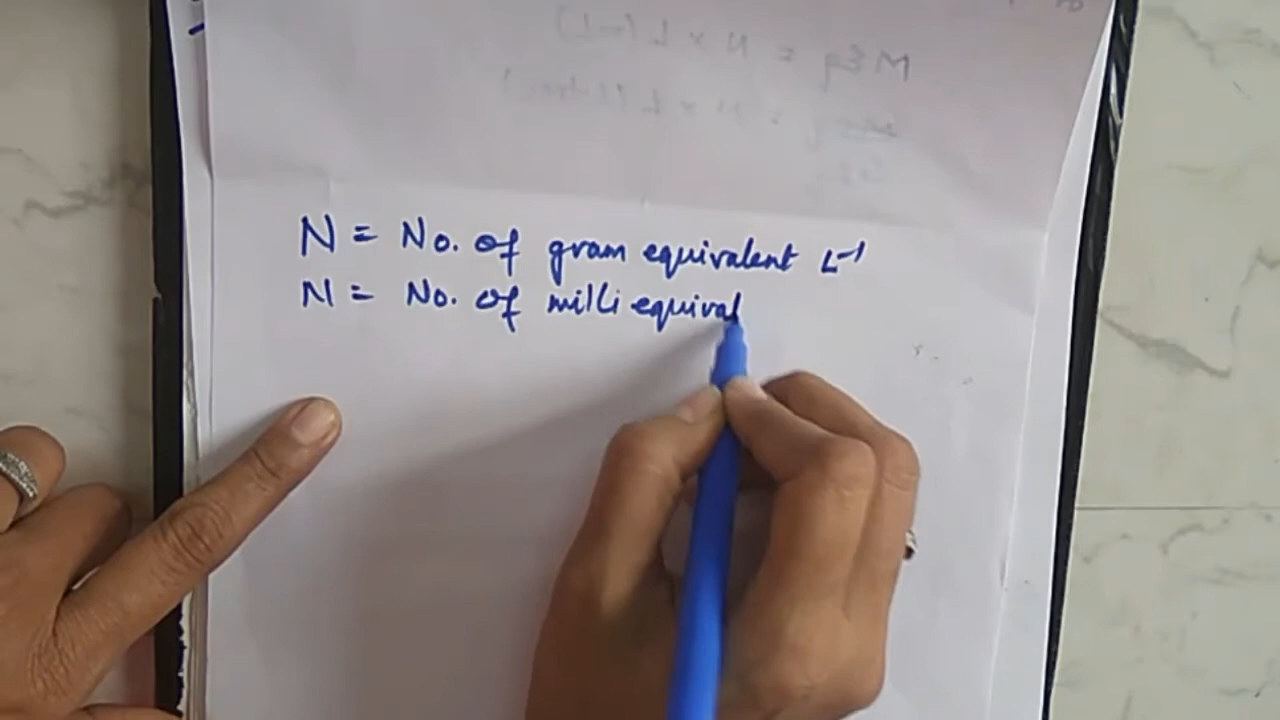 N = No. of gram equivalent L⁻¹
N = No. of milli equival